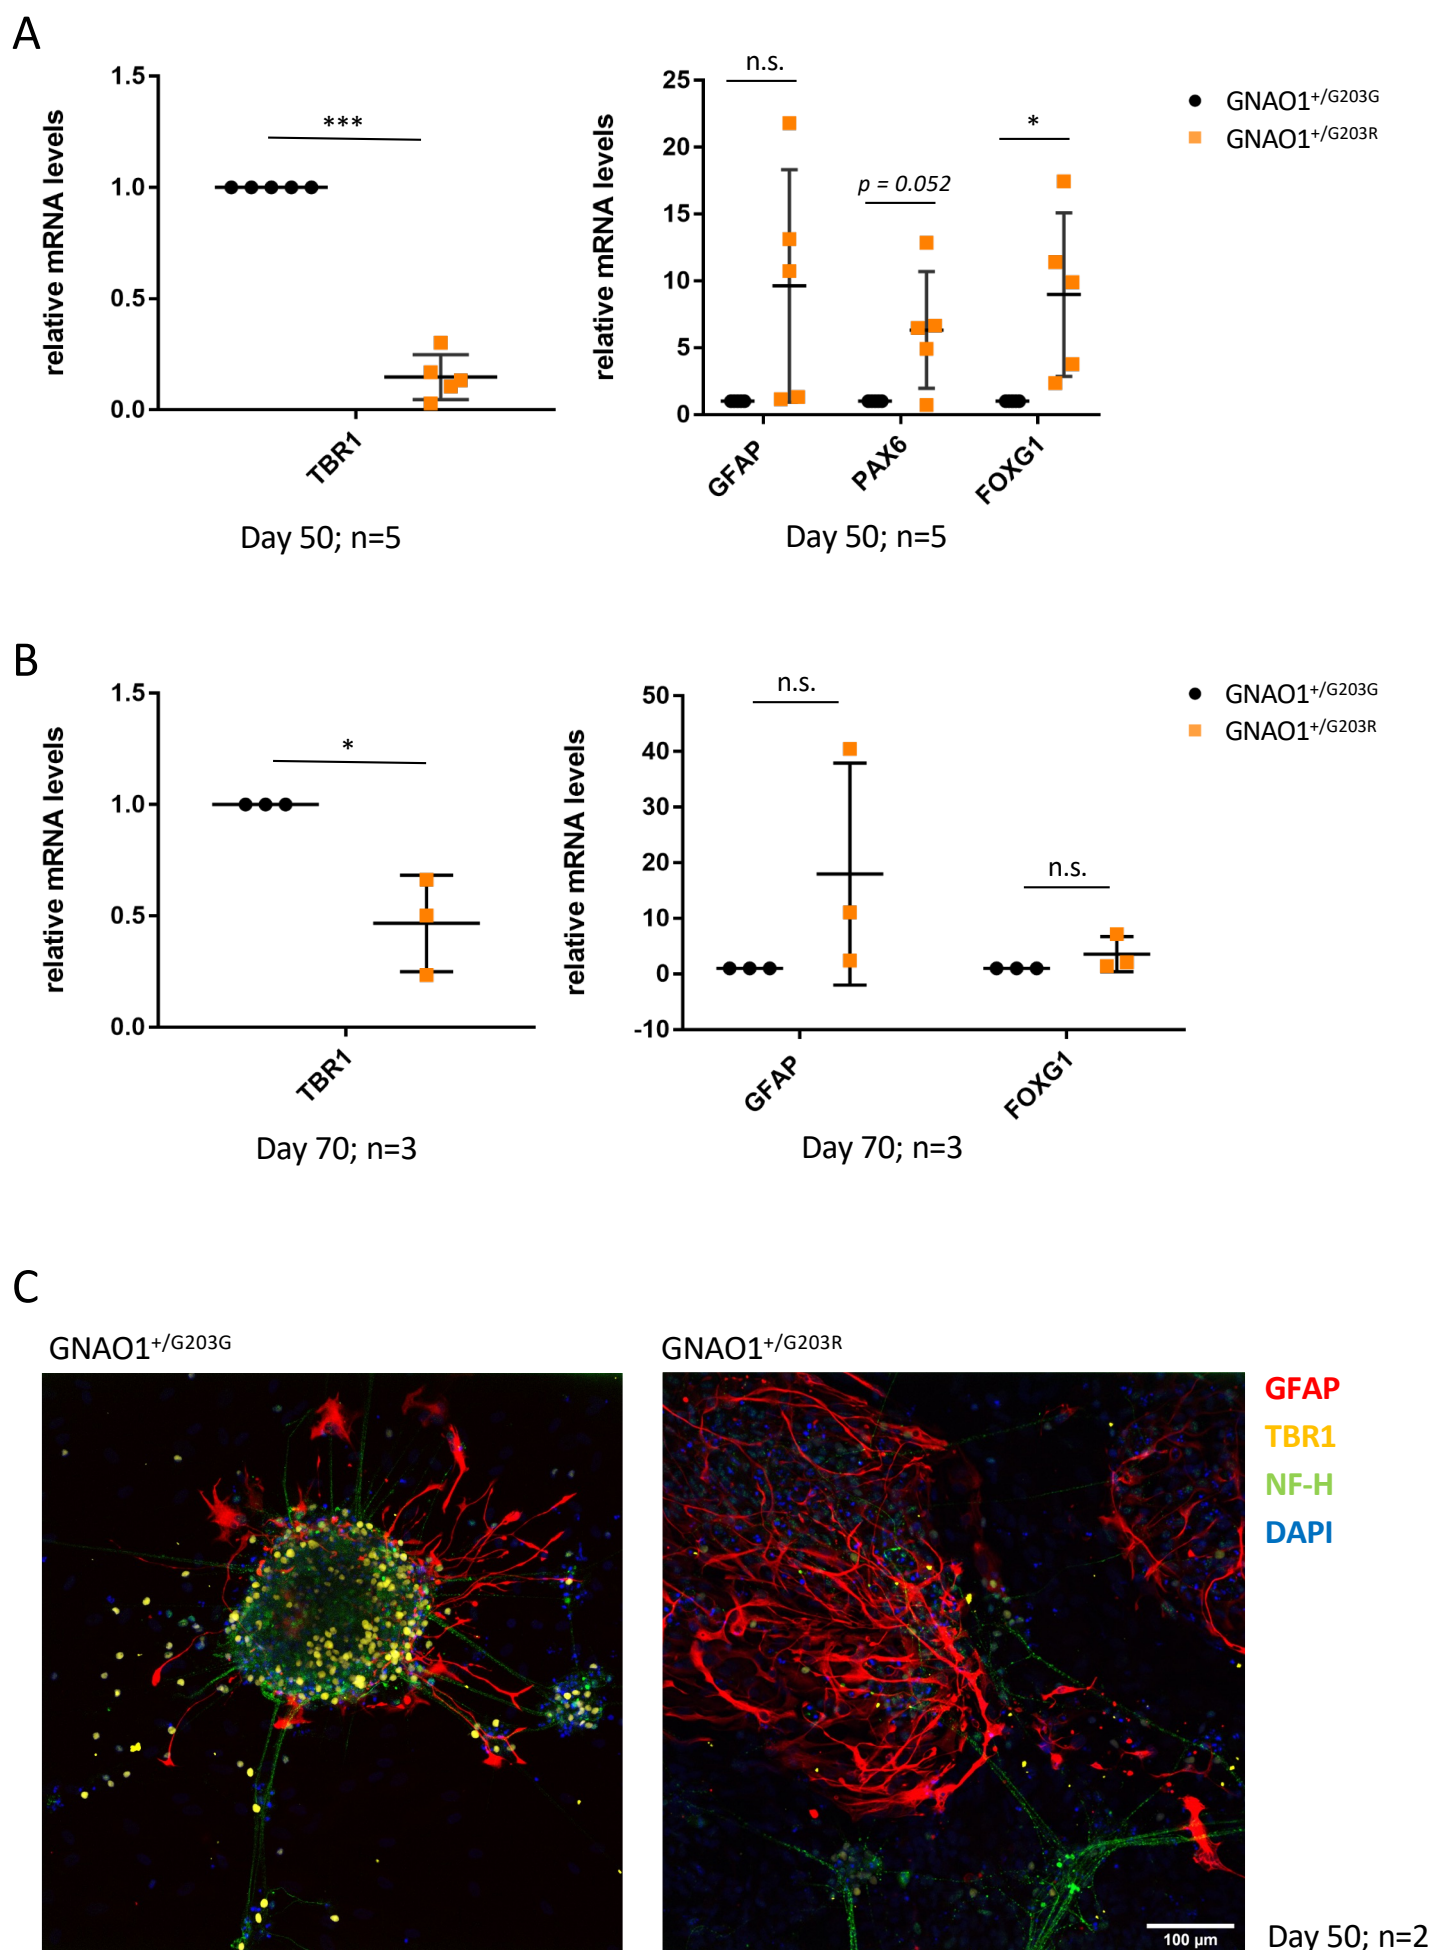 A
1.5
1.0
0.5
0.0
relative mRNA levels
***
TBR1
Day 50; n=5
25
20
15
10
5
0
relative mRNA levels
n.s.
p = 0.052
*
GFAP
PAX6
FOXG1
Day 50; n=5
GNAO1+/G203G
GNAO1+/G203R
B
1.5
1.0
0.5
0.0
relative mRNA levels
*
TBR1
Day 70; n=3
50
40
30
20
10
0
-10
relative mRNA levels
n.s.
n.s.
GFAP
FOXG1
Day 70; n=3
GNAO1+/G203G
GNAO1+/G203R
C
GNAO1+/G203G
GNAO1+/G203R
GFAP
TBR1
NF-H
DAPI
100 µm
Day 50; n=2